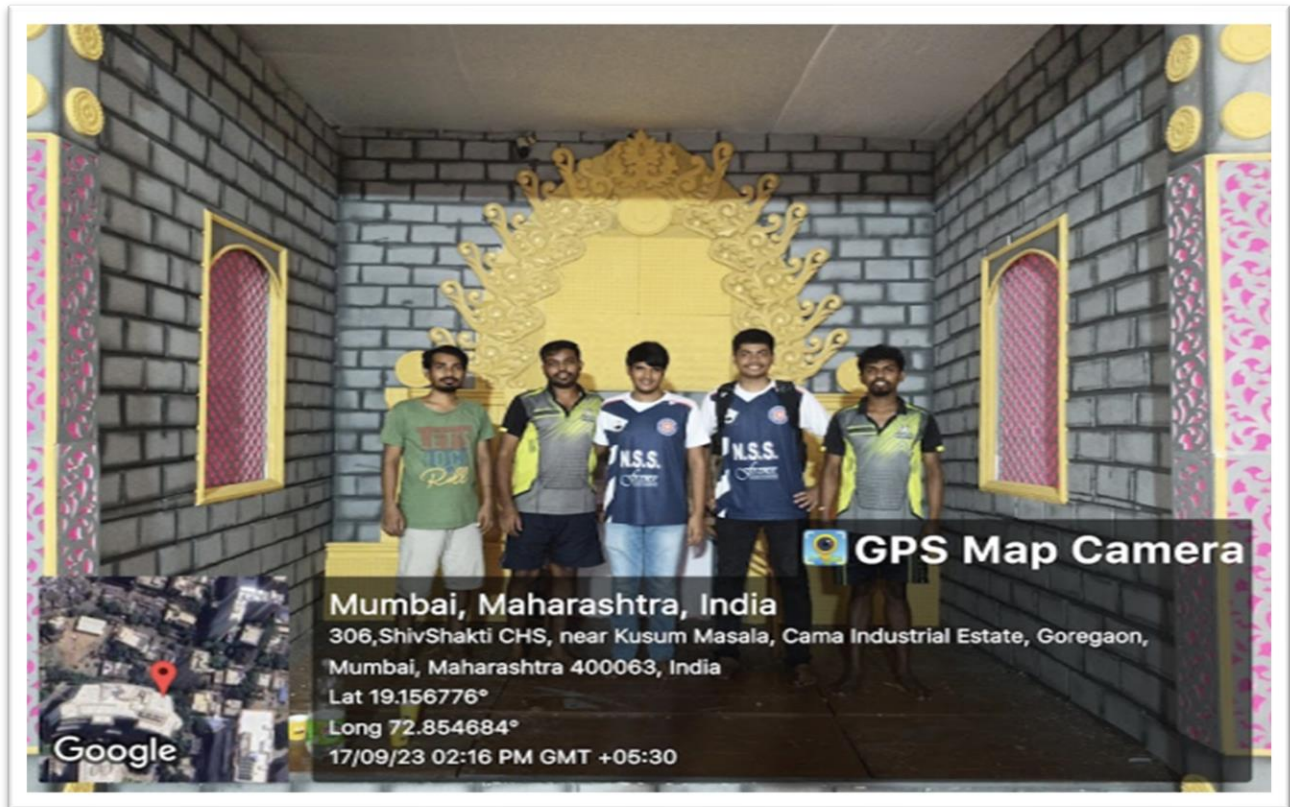 Roll
N.S.S.
N.S.S.
GPS Map Camera
Mumbai, Maharashtra, India
306,ShivShakti CHS, near Kusum Masala, Cama Industrial Estate, Goregaon,
Mumbai, Maharashtra 400063, India
Lat 19.156776°
Long 72.854684°
17/09/23 02:16 PM GMT +05:30
Google